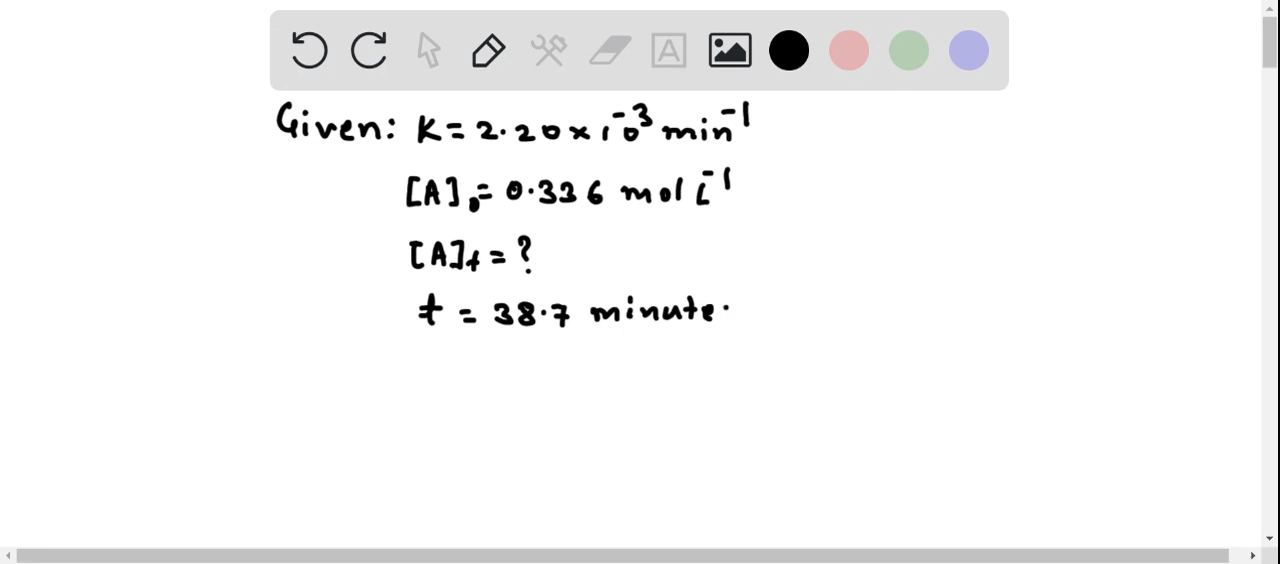 Given: K = 2.20 × 10⁻³ min⁻¹
[A]₀ = 0.336 mol L⁻¹
[A]t = ?
t = 38.7 minute.